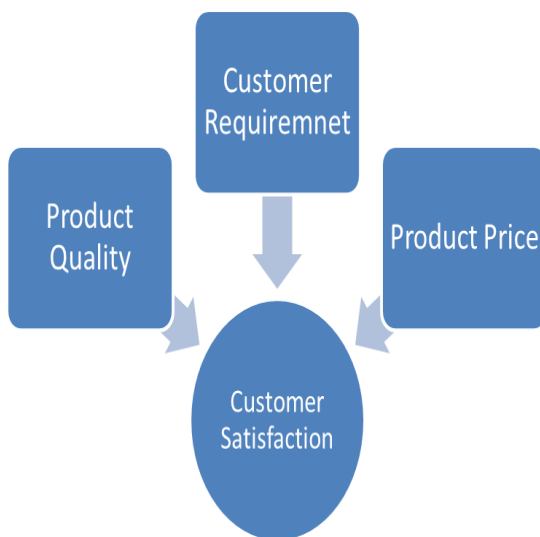 Customer
Requiremnet
Product
Quality
Product Price
Customer
Satisfaction